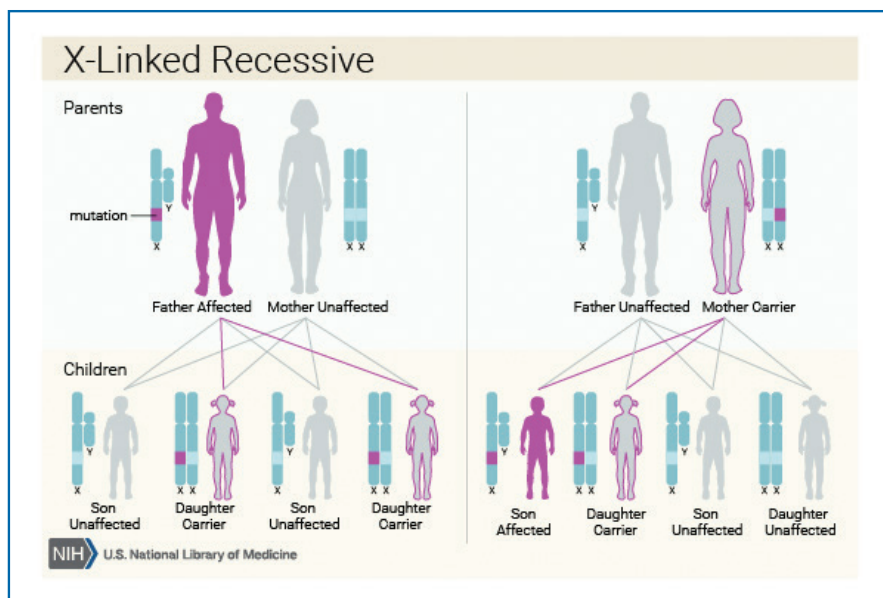 X-Linked Recessive
Parents
mutation
Y
X
X X
Y
X
X X
Father Affected
Mother Unaffected
Father Unaffected
Mother Carrier
Children
Y
X
X X
Y
X
X X
Y
X
X X
Y
X
X X
Son
Unaffected
Daughter
Carrier
Son
Unaffected
Daughter
Carrier
Son
Affected
Daughter
Carrier
Son
Unaffected
Daughter
Unaffected
NIH U.S. National Library of Medicine